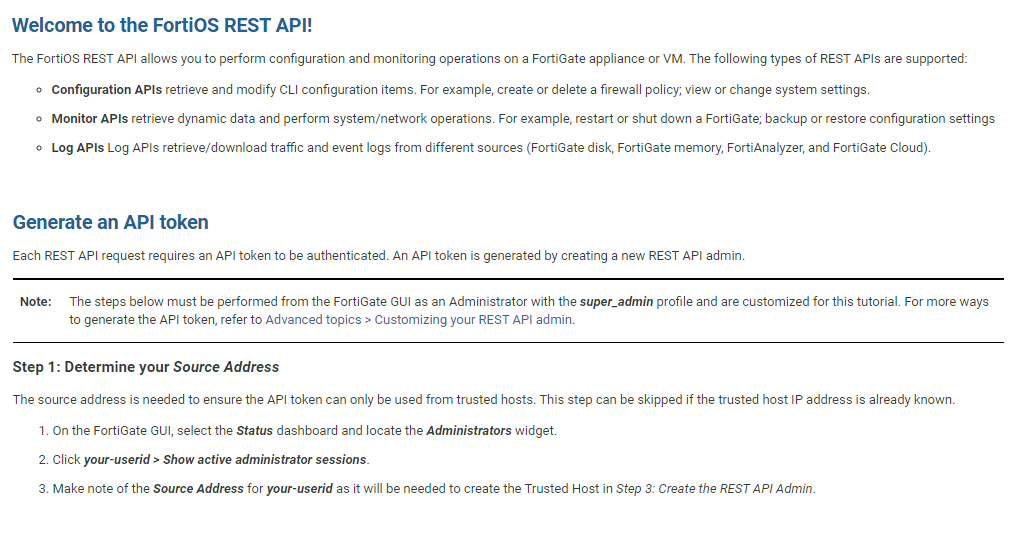 Welcome to the FortiOS REST API!
The FortiOS REST API allows you to perform configuration and monitoring operations on a FortiGate appliance or VM. The following types of REST APIs are supported:
Configuration APIs retrieve and modify CLI configuration items. For example, create or delete a firewall policy; view or change system settings.
Monitor APIs retrieve dynamic data and perform system/network operations. For example, restart or shut down a FortiGate; backup or restore configuration settings
Log APIs Log APIs retrieve/download traffic and event logs from different sources (FortiGate disk, FortiGate memory, FortiAnalyzer, and FortiGate Cloud).
Generate an API token
Each REST API request requires an API token to be authenticated. An API token is generated by creating a new REST API admin.
Note: The steps below must be performed from the FortiGate GUI as an Administrator with the super_admin profile and are customized for this tutorial. For more ways
to generate the API token, refer to Advanced topics > Customizing your REST API admin.
Step 1: Determine your Source Address
The source address is needed to ensure the API token can only be used from trusted hosts. This step can be skipped if the trusted host IP address is already known.
1. On the FortiGate GUI, select the Status dashboard and locate the Administrators widget.
2. Click your-userid > Show active administrator sessions.
3. Make note of the Source Address for your-userid as it will be needed to create the Trusted Host in Step 3: Create the REST API Admin.